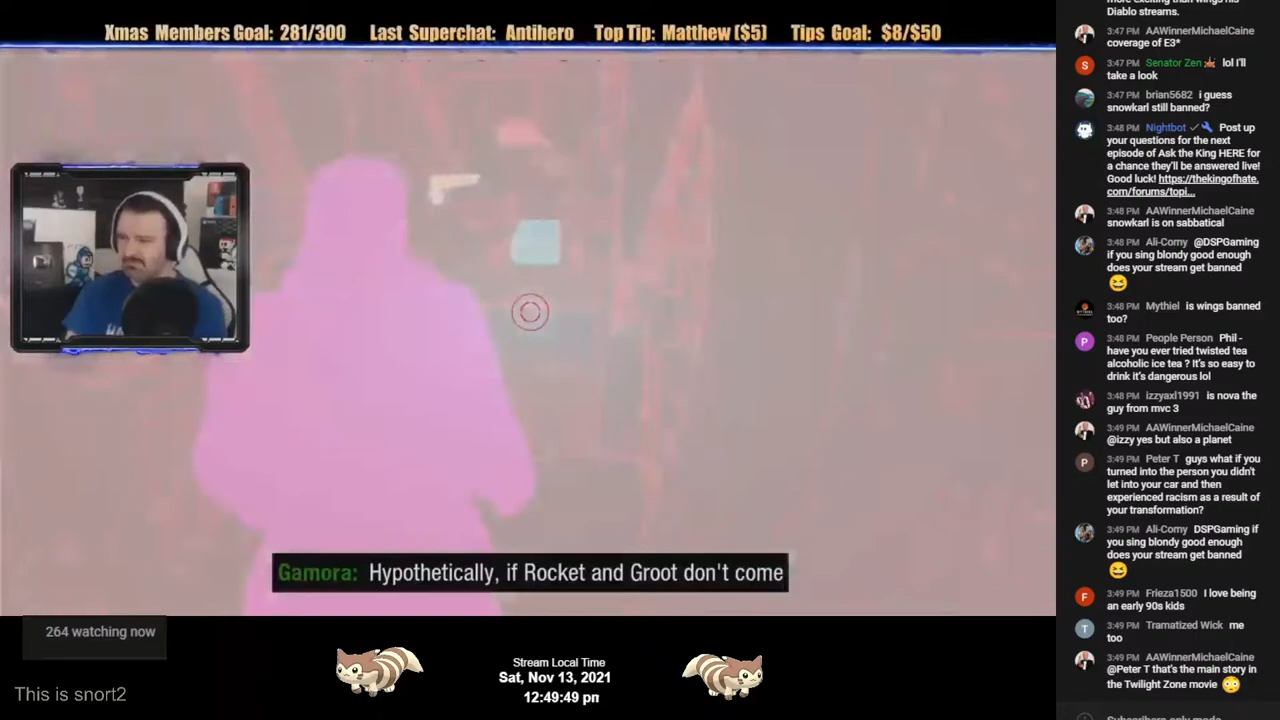 Xmas Members Goal: 281/300 Last Superchat: Antihero Top Tip: Matthew ($5) Tips Goal: $8/$50
Gamora: Hypothetically, if Rocket and Groot don't come
264 watching now
This is snort2
Stream Local Time
Sat, Nov 13, 2021
12:49:49 pm
Diablo streams.
3:47 PM AAWinnerMichaelCaine
coverage of E3*
3:47 PM Senator Zen lol I'll
take a look
3:47 PM brian5682 i guess
snowkarl still banned?
3:48 PM Nightbot Post up
your questions for the next
episode of Ask the King HERE for
a chance they'll be answered live!
Good luck! https://thekingofhate.
com/forums/topi...
3:48 PM AAWinnerMichaelCaine
snowkarl is on sabbatical
3:48 PM Ali-Corny @DSPGaming
if you sing blondy good enough
does your stream get banned
😆
3:48 PM Mythiel is wings banned
too?
3:48 PM People Person Phil -
have you ever tried twisted tea
alcoholic ice tea ? It's so easy to
drink it's dangerous lol
3:48 PM izzyaxl1991 is nova the
guy from mvc 3
3:49 PM AAWinnerMichaelCaine
@izzy yes but also a planet
3:49 PM Peter T guys what if you
turned into the person you didn't
let into your car and then
experienced racism as a result of
your transformation?
3:49 PM Ali-Corny DSPGaming if
you sing blondy good enough
does your stream get banned
😆
3:49 PM Frieza1500 I love being
an early 90s kids
3:49 PM Tramatized Wick me
too
3:49 PM AAWinnerMichaelCaine
@Peter T that's the main story in
the Twilight Zone movie 😳